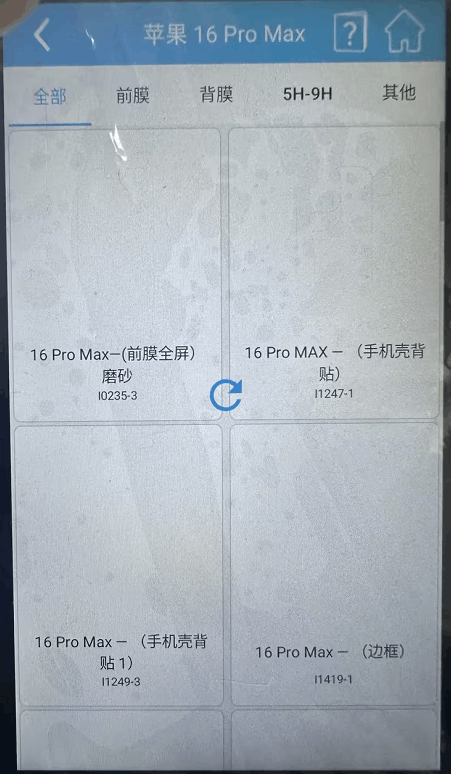 苹果 16 Pro Max ?
全部 前膜 背膜 5H-9H 其他
16 Pro Max—(前膜全屏）
磨砂
I0235-3
16 PRO MAX — （手机壳背
贴）
I1247-1
16 Pro Max — （手机壳背
贴 1）
I1249-3
16 Pro Max — （边框）
I1419-1